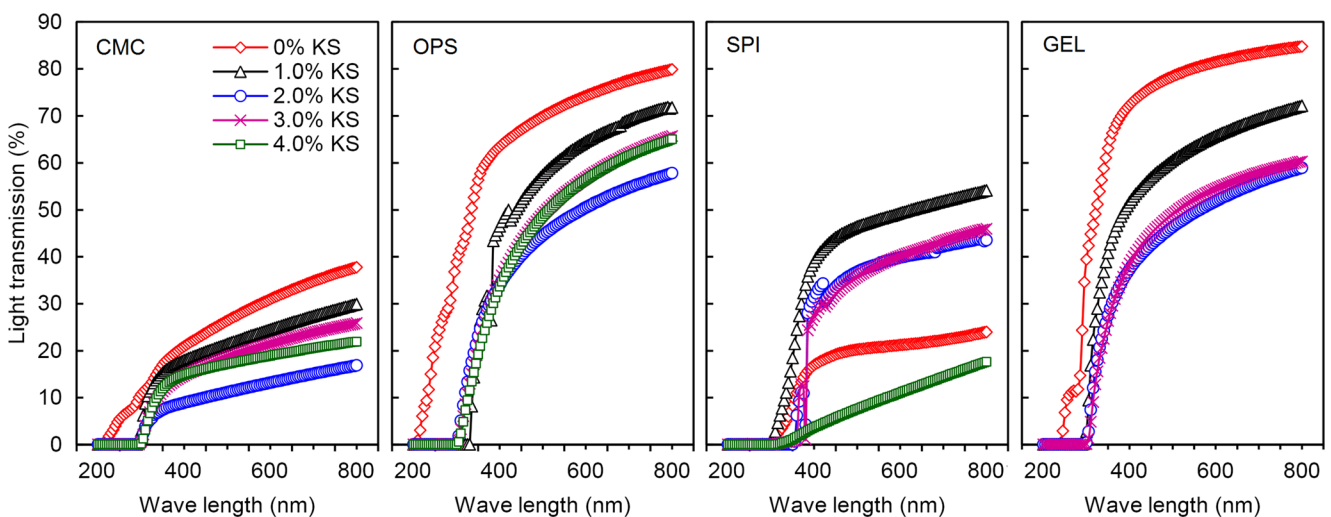 90
80
70
60
50
40
30
20
10
0
Light transmission (%)
CMC
0% KS
1.0% KS
2.0% KS
3.0% KS
4.0% KS
OPS
SPI
GEL
200 400 600 800
200 400 600 800
200 400 600 800
200 400 600 800
Wave length (nm)
Wave length (nm)
Wave length (nm)
Wave length (nm)